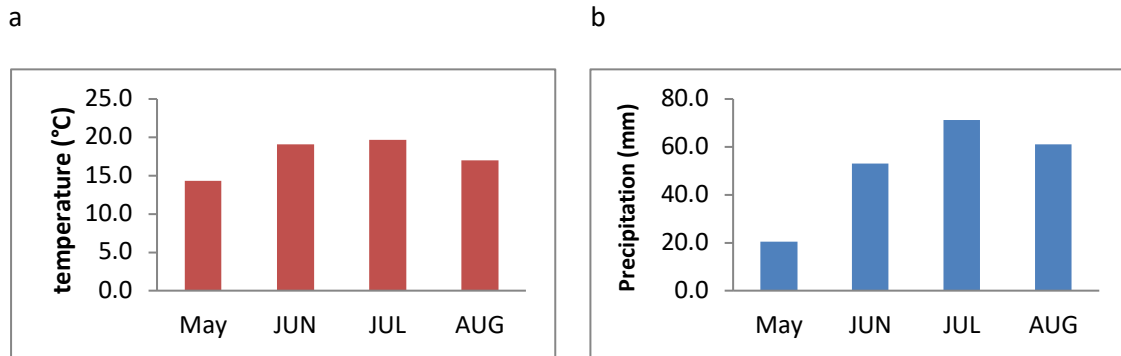 a
b
temperature (°C)
25.0
20.0
15.0
10.0
5.0
0.0
May JUN JUL AUG
Precipitation (mm)
80.0
60.0
40.0
20.0
0.0
May JUN JUL AUG